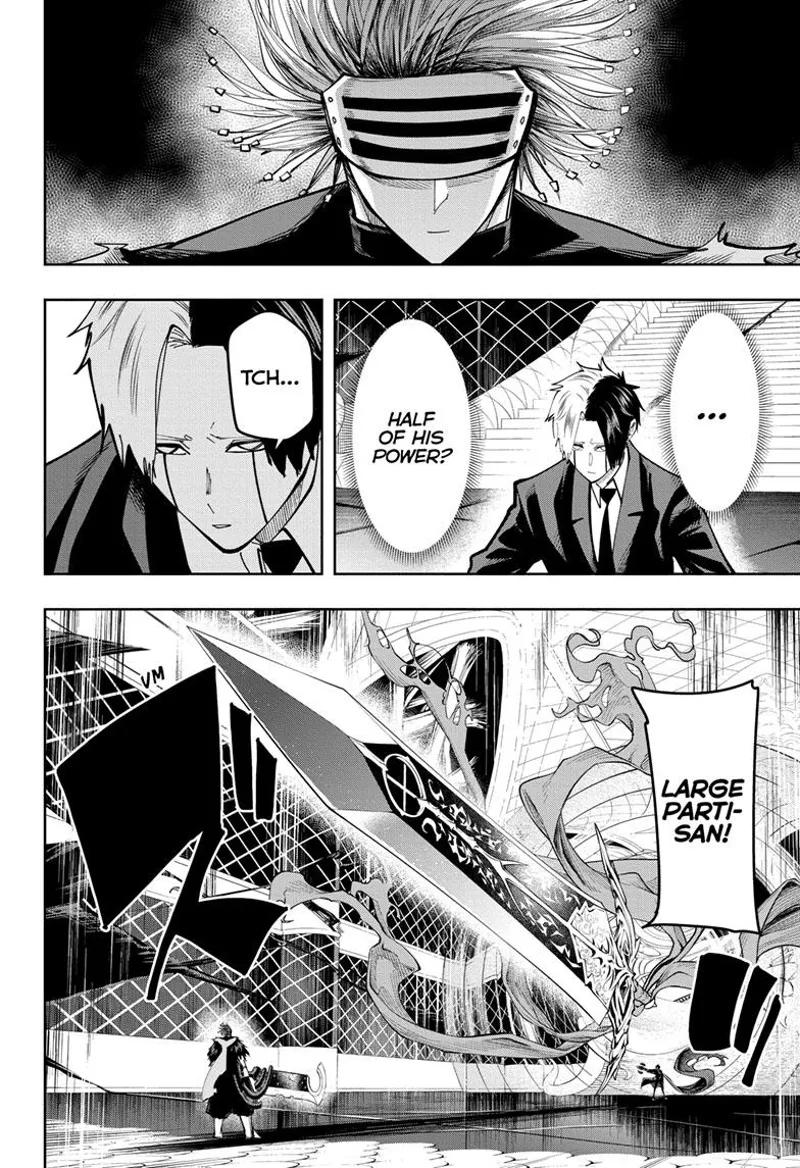 ...
HALF
OF HIS
POWER?
TCH...
LARGE
PARTI-
SAN!
VM